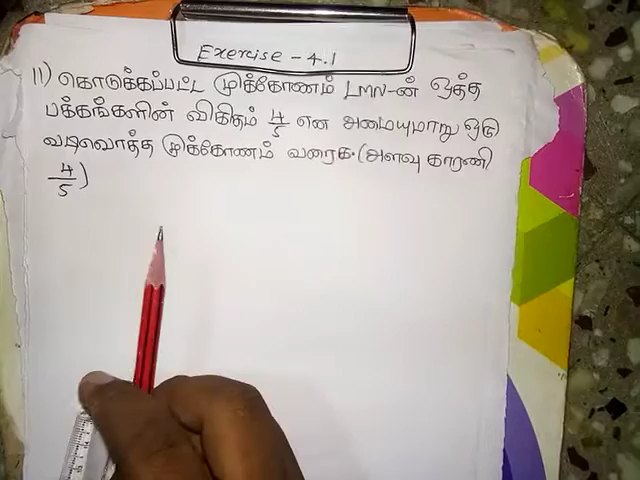 Exercise - 4.1
11) கொடுக்கப்பட்ட முக்கோணம் LMN-ன் ஒத்த
பக்கங்களின் விகிதம் 4/5 என அமையுமாறு ஒரு
வடிவொத்த முக்கோணம் வரைக. (அளவு காரணி
4/5)